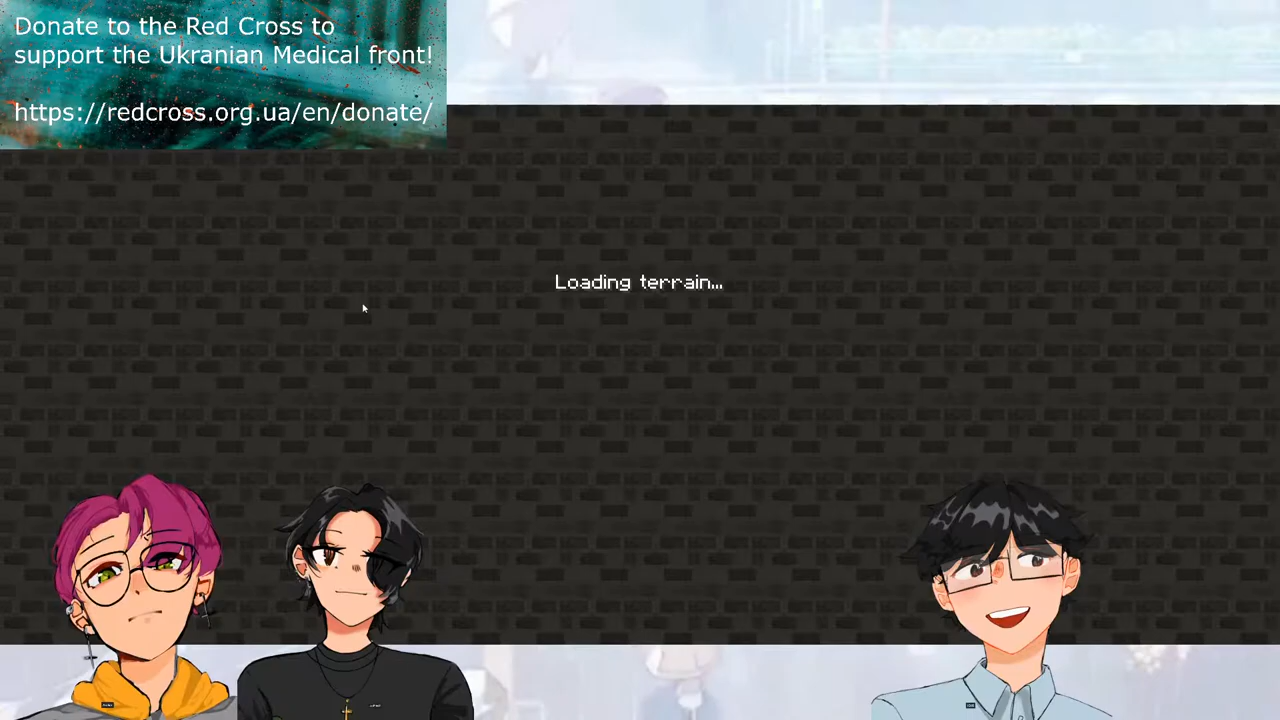 Donate to the Red Cross to
support the Ukranian Medical front!
https://redcross.org.ua/en/donate/
Loading terrain...